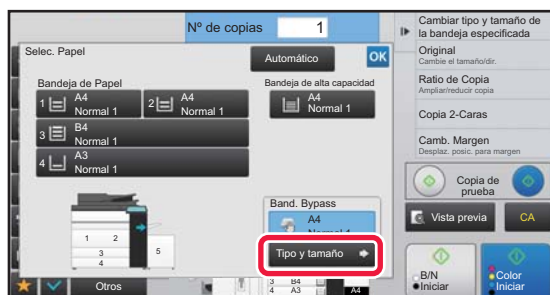 Nº de copias 1
Selec. Papel
Automático
OK
Bandeja de Papel
Bandeja de alta capacidad
1 A4
Normal 1
2 A4
Normal 1
A4
Normal 1
3 B4
Normal 1
4 A3
Normal 1
Band. Bypass
A4
Normal 1
Tipo y tamaño
1 2
3
4
5
Otros
3 B4
4 A3
A4
Cambiar tipo y tamaño de
la bandeja especificada
Original
Cambie el tamaño/dir.
Ratio de Copia
Ampliar/reducir copia
Copia 2-Caras
Camb. Margen
Desplaz. posic. para margen
Copia de
prueba
Vista previa
CA
B/N
Iniciar
Color
Iniciar